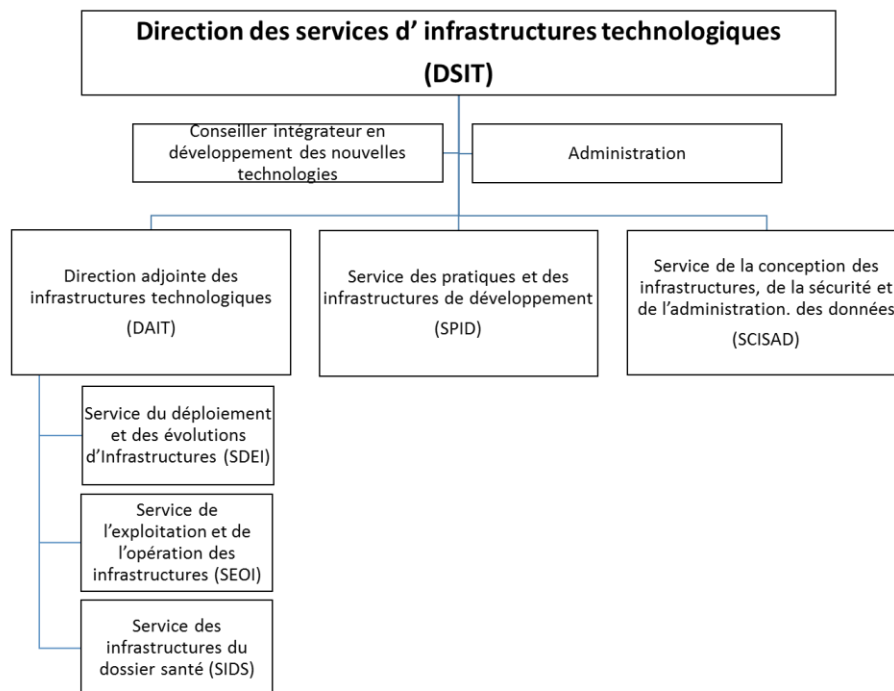 Direction des services d’ infrastructures technologiques
(DSIT)
Conseiller intégrateur en
développement des nouvelles
technologies
Administration
Direction adjointe des
infrastructures technologiques
(DAIT)
Service des pratiques et des
infrastructures de développement
(SPID)
Service de la conception des
infrastructures, de la sécurité et
de l’administration. des données
(SCISAD)
Service du déploiement
et des évolutions
d’Infrastructures (SDEI)
Service de
l’exploitation et de
l’opération des
infrastructures (SEOI)
Service des
infrastructures du
dossier santé (SIDS)